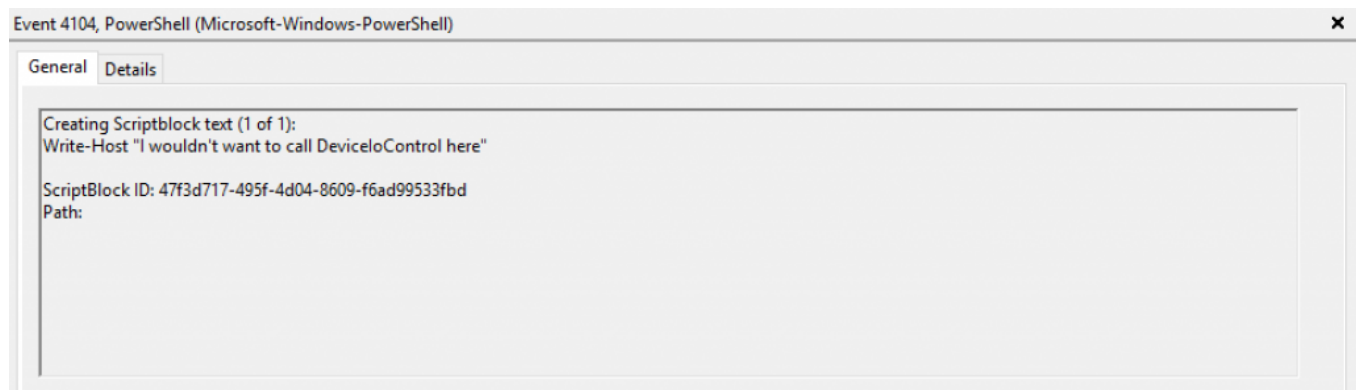 Event 4104, PowerShell (Microsoft-Windows-PowerShell)
General Details
Creating Scriptblock text (1 of 1):
Write-Host "I wouldn't want to call DeviceIoControl here"
ScriptBlock ID: 47f3d717-495f-4d04-8609-f6ad99533fbd
Path: